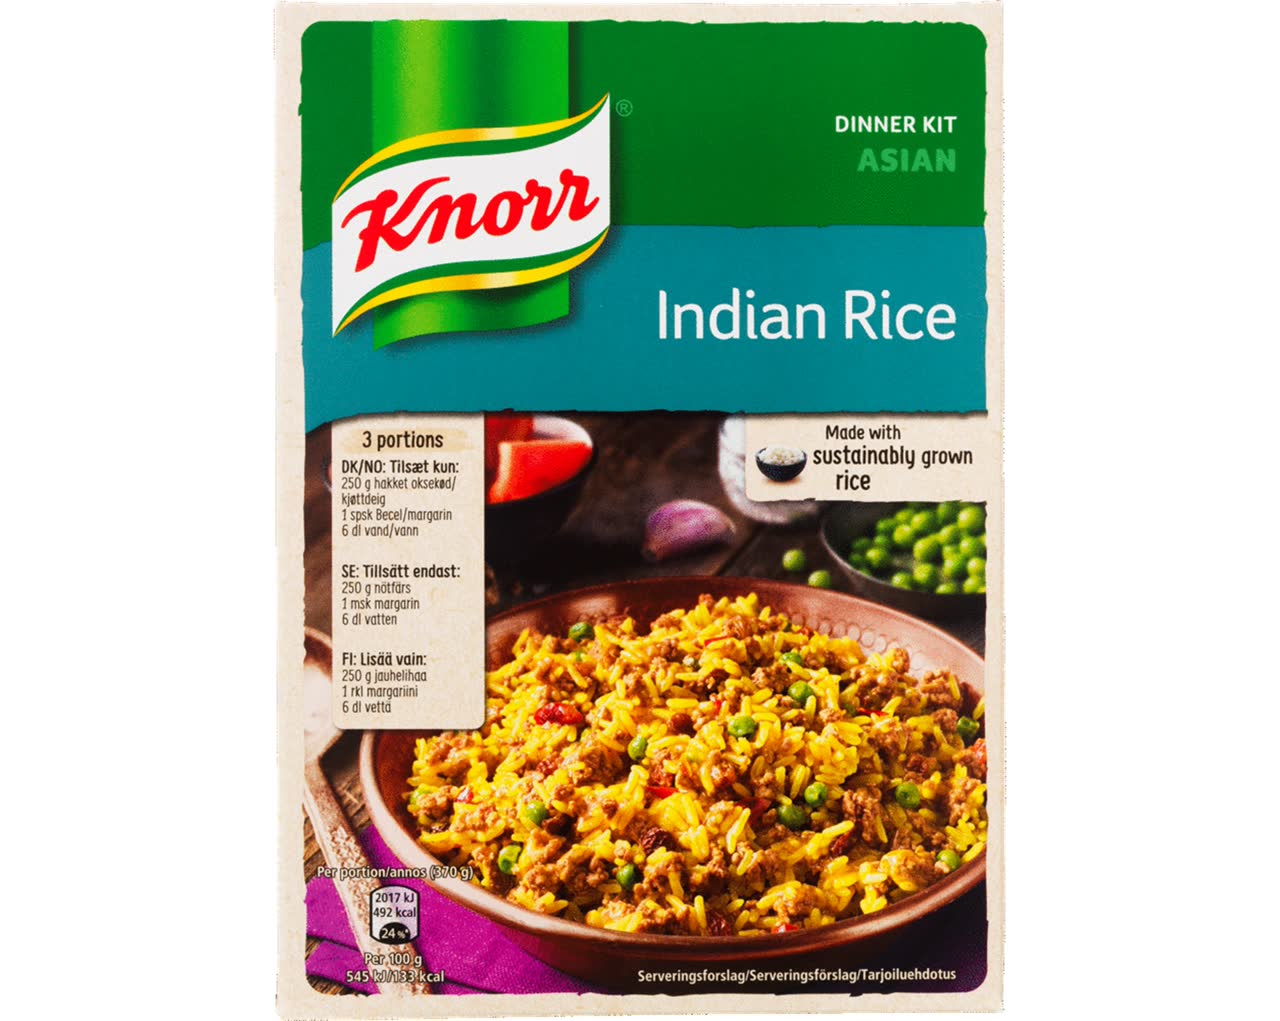 Knorr®
DINNER KIT
ASIAN
Indian Rice
3 portions
DK/NO: Tilsæt kun:
250 g hakket oksekød/
kjøttdeig
1 spsk Becel/margarin
6 dl vand/vann
SE: Tillsätt endast:
250 g nötfärs
1 msk margarin
6 dl vatten
FI: Lisää vain:
250 g jauhelihaa
1 rkl margariini
6 dl vettä
Made with
sustainably grown
rice
Per portion/annos (370 g)
2017 kJ
492 kcal
24%*
Per 100 g
545 kJ/133 kcal
Serveringsforslag/Serveringsförslag/Tarjoiluehdotus